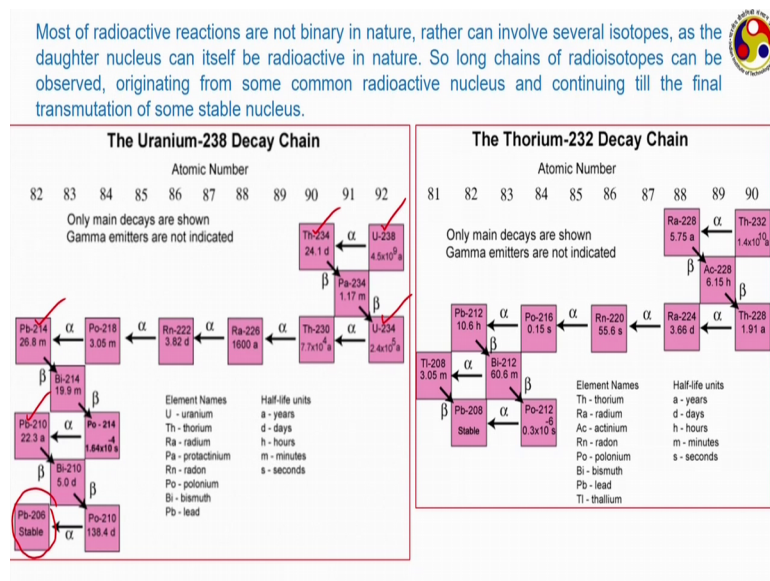 Most of radioactive reactions are not binary in nature, rather can involve several isotopes, as the
daughter nucleus can itself be radioactive in nature. So long chains of radioisotopes can be
observed, originating from some common radioactive nucleus and continuing till the final
transmutation of some stable nucleus.
The Uranium-238 Decay Chain
Atomic Number
82 83 84 85 86 87 88 89 90 91 92
Only main decays are shown
Gamma emitters are not indicated
Th-234
24.1 d
α
U-238
4.5x10⁹a
β
Pa-234
1.17 m
β
Pb-214
26.8 m
α
Po-218
3.05 m
α
Rn-222
3.82 d
α
Ra-226
1600 a
α
Th-230
7.7x10⁴a
α
U-234
2.4x10⁵a
β
Bi-214
19.9 m
β
Pb-210
22.3 a
α
Po - 214
1.64x10⁻⁴s
β
Bi-210
5.0 d
β
Pb-206
Stable
α
Po-210
138.4 d
Element Names
U - uranium
Th - thorium
Ra - radium
Pa - protactinium
Rn - radon
Po - polonium
Bi - bismuth
Pb - lead
Half-life units
a - years
d - days
h - hours
m - minutes
s - seconds
The Thorium-232 Decay Chain
Atomic Number
81 82 83 84 85 86 87 88 89 90
Only main decays are shown
Gamma emitters are not indicated
Ra-228
5.75 a
α
Th-232
1.4x10¹⁰a
β
Ac-228
6.15 h
β
Pb-212
10.6 h
α
Po-216
0.15 s
α
Rn-220
55.6 s
α
Ra-224
3.66 d
α
Th-228
1.91 a
β
Tl-208
3.05 m
α
Bi-212
60.6 m
β
β
Pb-208
Stable
α
Po-212
0.3x10⁻⁶s
Element Names
Th - thorium
Ra - radium
Ac - actinium
Rn - radon
Po - polonium
Bi - bismuth
Pb - lead
Tl - thallium
Half-life units
a - years
d - days
h - hours
m - minutes
s - seconds